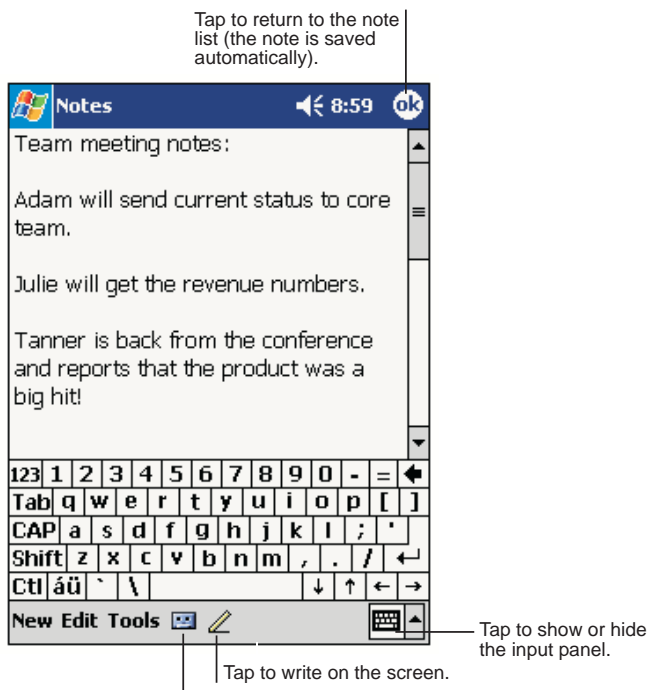 Tap to return to the note
list (the note is saved
automatically).
Notes 8:59 ok
Team meeting notes:
Adam will send current status to core
team.
Julie will get the revenue numbers.
Tanner is back from the conference
and reports that the product was a
big hit!
123 1 2 3 4 5 6 7 8 9 0 - =
Tab q w e r t y u i o p [ ]
CAP a s d f g h j k l ; '
Shift z x c v b n m , . / ↵
Ctl áü ` \ ↓ ↑ ← →
New Edit Tools
Tap to show or hide
the input panel.
Tap to write on the screen.